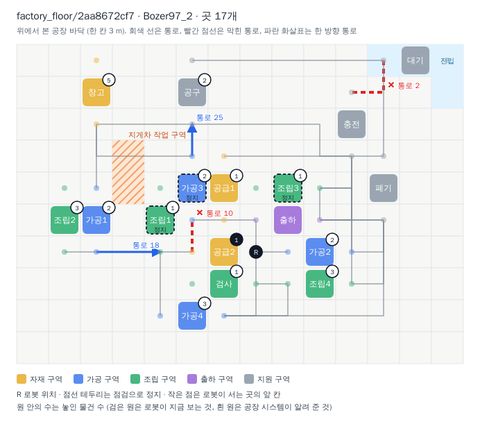 factory_floor/2aa8672cf7 · Bozer97_2 · 곳 17개
위에서 본 공장 바닥 (한 칸 3 m). 회색 선은 통로, 빨간 점선은 막힌 통로, 파란 화살표는 한 방향 통로
대기
전립
5
2
창고
공구
통로 2
통로 25
충전
지게차 작업 구역
2
1
1
가공3
정지
공급1
조립3
정지
폐기
3
2
1
조립2
가공1
조립1
정지
통로 10
출하
통로 18
1
R
2
공급2
가공2
1
3
검사
조립4
3
가공4
자재 구역
가공 구역
조립 구역
출하 구역
지원 구역
R 로봇 위치 · 점선 테두리는 점검으로 정지 · 작은 점은 로봇이 서는 곳의 앞 칸
원 안의 수는 놓인 물건 수 (검은 원은 로봇이 지금 보는 것, 흰 원은 공장 시스템이 알려 준 것)